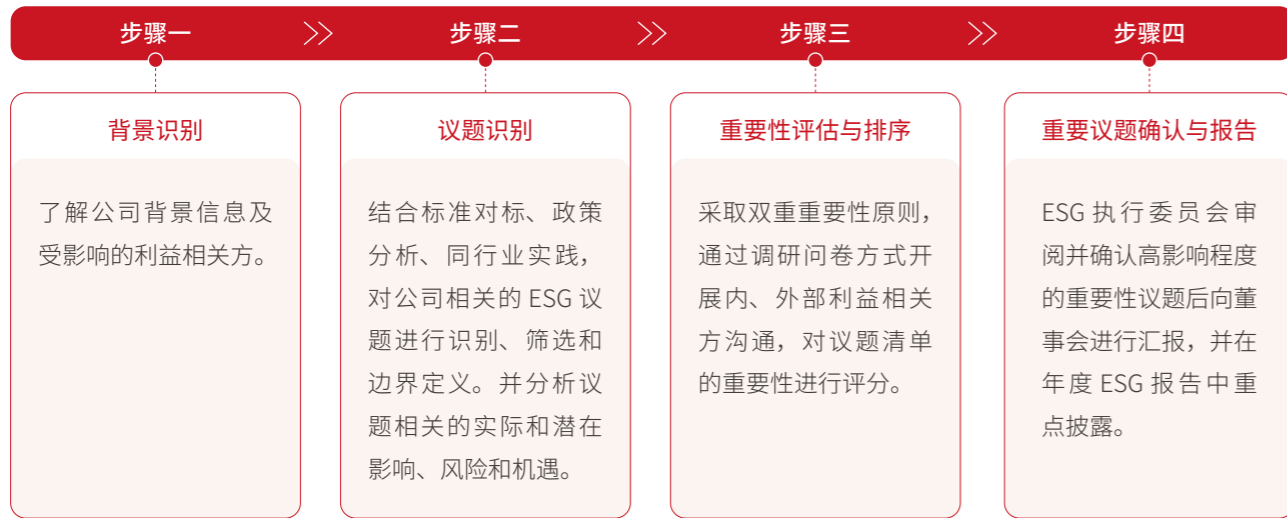 步骤一
步骤二
步骤三
步骤四
背景识别
了解公司背景信息及
受影响的利益相关方。
议题识别
结合标准对标、政策
分析、同行业实践，
对公司相关的 ESG 议
题进行识别、筛选和
边界定义。并分析议
题相关的实际和潜在
影响、风险和机遇。
重要性评估与排序
采取双重重要性原则，
通过调研问卷方式开
展内、外部利益相关
方沟通，对议题清单
的重要性进行评分。
重要议题确认与报告
ESG 执行委员会审
阅并确认高影响程度
的重要性议题后向董
事会进行汇报，并在
年度 ESG 报告中重
点披露。